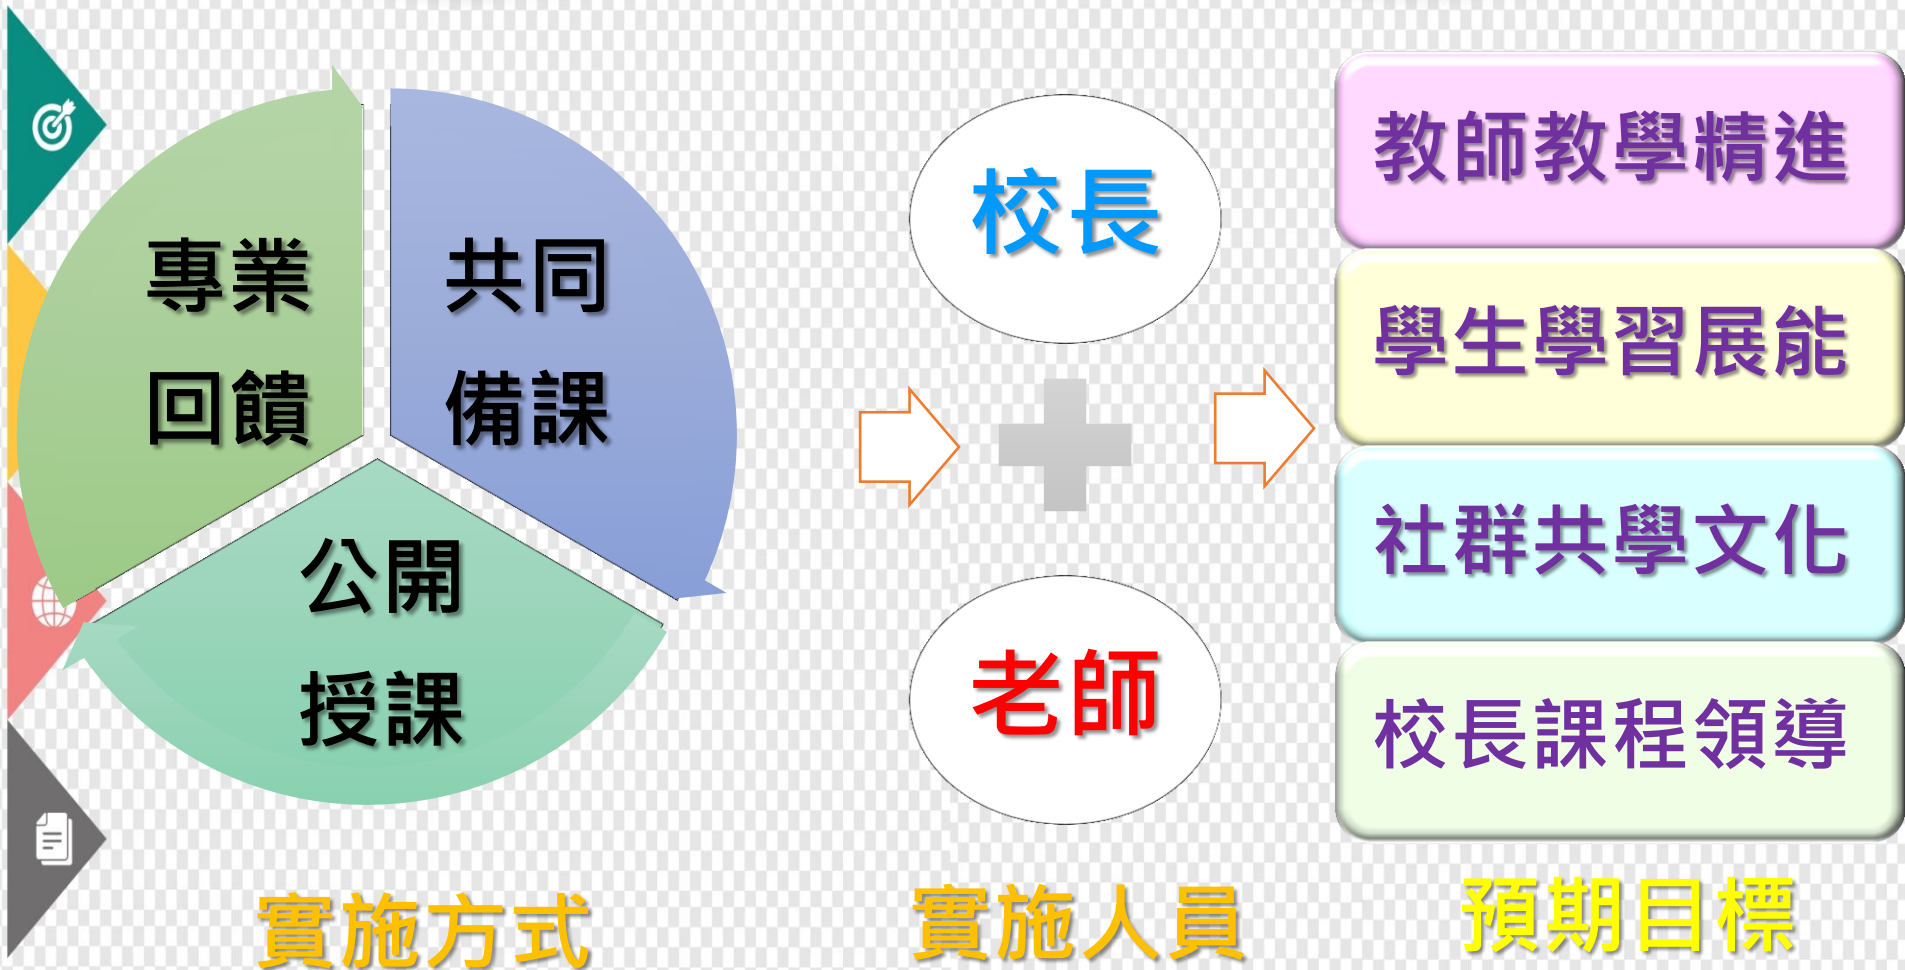 專業
回饋
共同
備課
公開
授課
實施方式
校長
老師
實施人員
教師教學精進
學生學習展能
社群共學文化
校長課程領導
預期目標